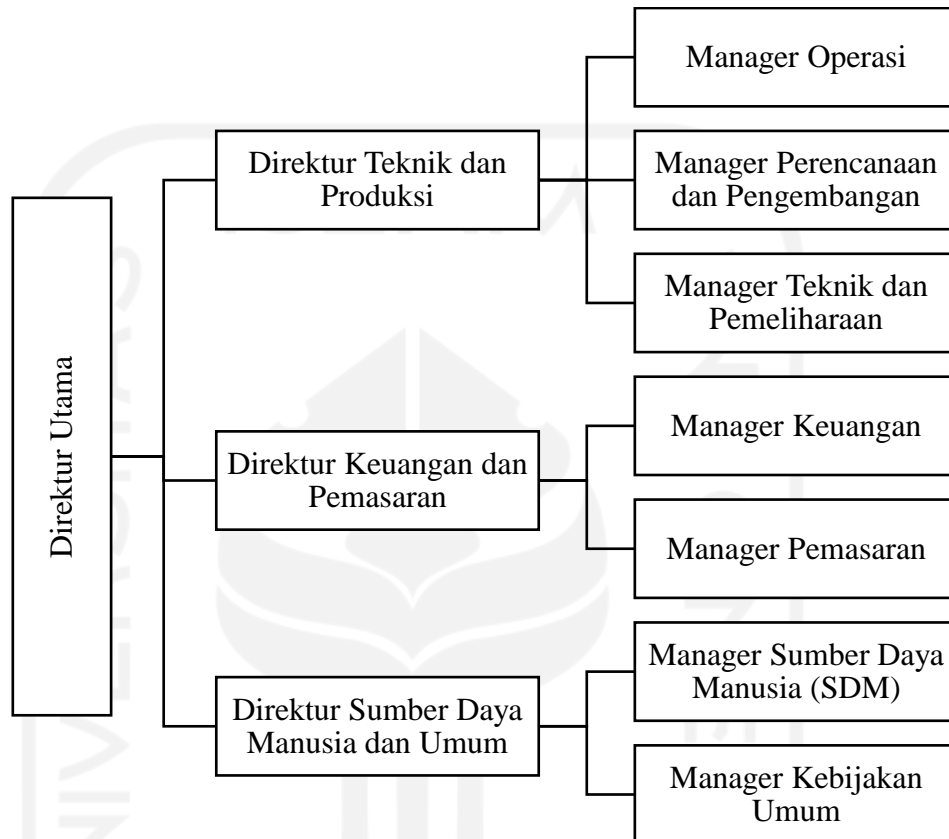 Direktur Utama
Direktur Teknik dan
Produksi
Manager Operasi
Manager Perencanaan
dan Pengembangan
Manager Teknik dan
Pemeliharaan
Direktur Keuangan dan
Pemasaran
Manager Keuangan
Manager Pemasaran
Direktur Sumber Daya
Manusia dan Umum
Manager Sumber Daya
Manusia (SDM)
Manager Kebijakan
Umum